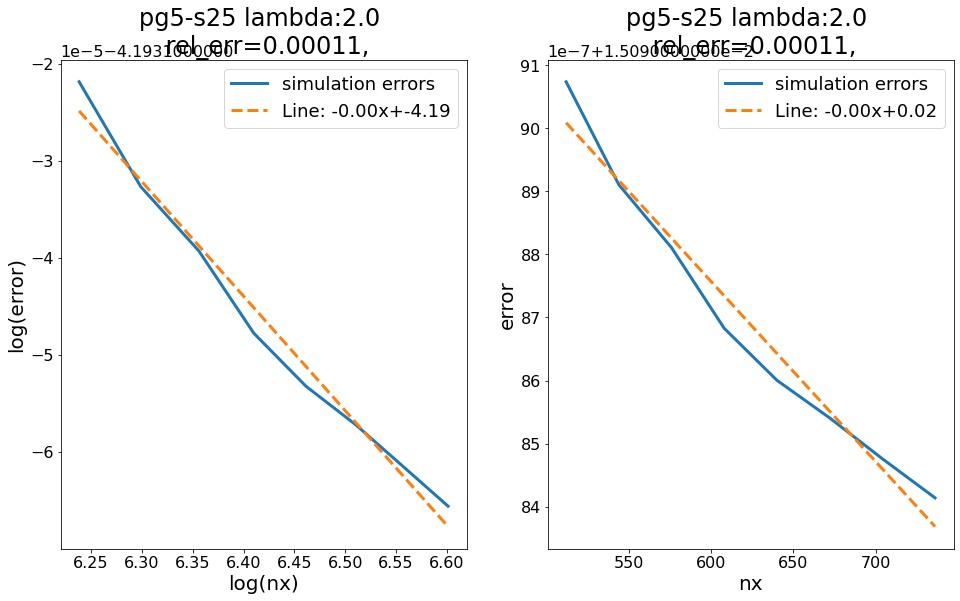 pg5-s25 lambda:2.0
rel_err=0.00011,
1e−5−4.1931000000
simulation errors
Line: -0.00x+-4.19
−2
−3
−4
−5
−6
log(error)
6.25 6.30 6.35 6.40 6.45 6.50 6.55 6.60
log(nx)
pg5-s25 lambda:2.0
rel_err=0.00011,
1e−7+1.5090000000e−2
simulation errors
Line: -0.00x+0.02
91
90
89
88
87
86
85
84
error
550 600 650 700
nx